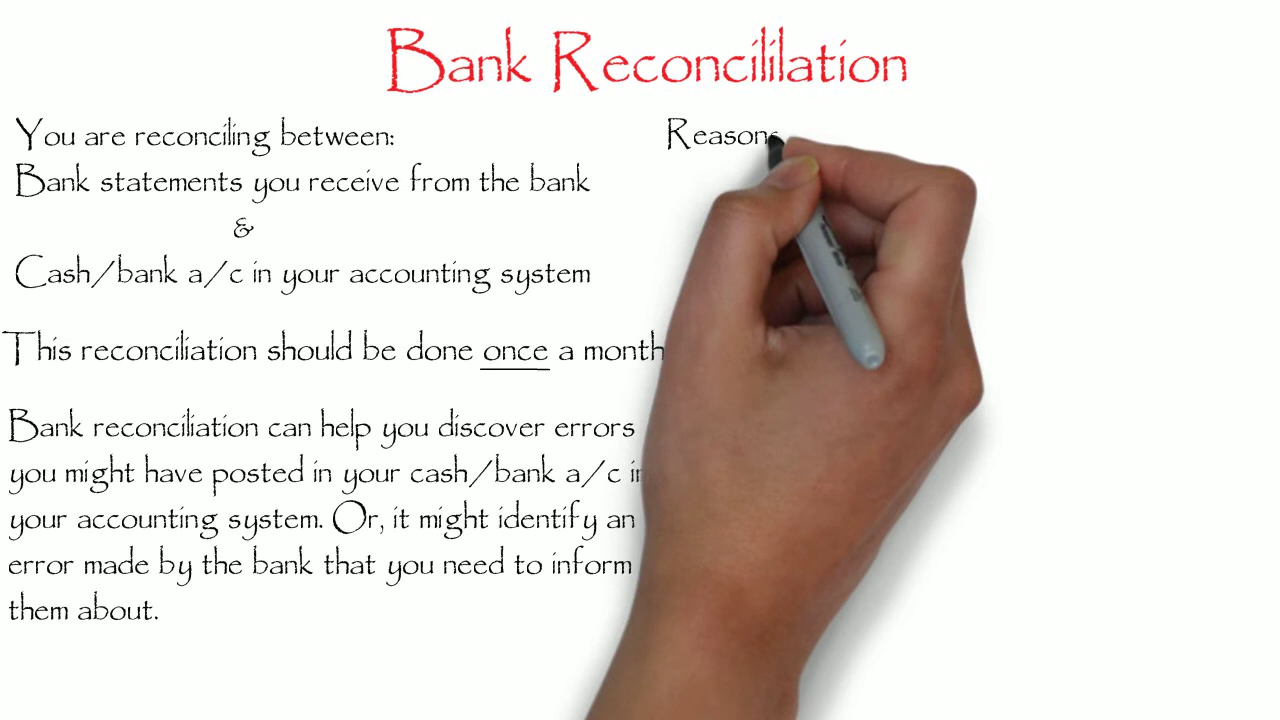 Bank Reconcililation
You are reconciling between:
Bank statements you receive from the bank
&
Cash/bank a/c in your accounting system
This reconciliation should be done once a month
Bank reconciliation can help you discover errors
you might have posted in your cash/bank a/c in
your accounting system. Or, it might identify an
error made by the bank that you need to inform
them about.
Reasons